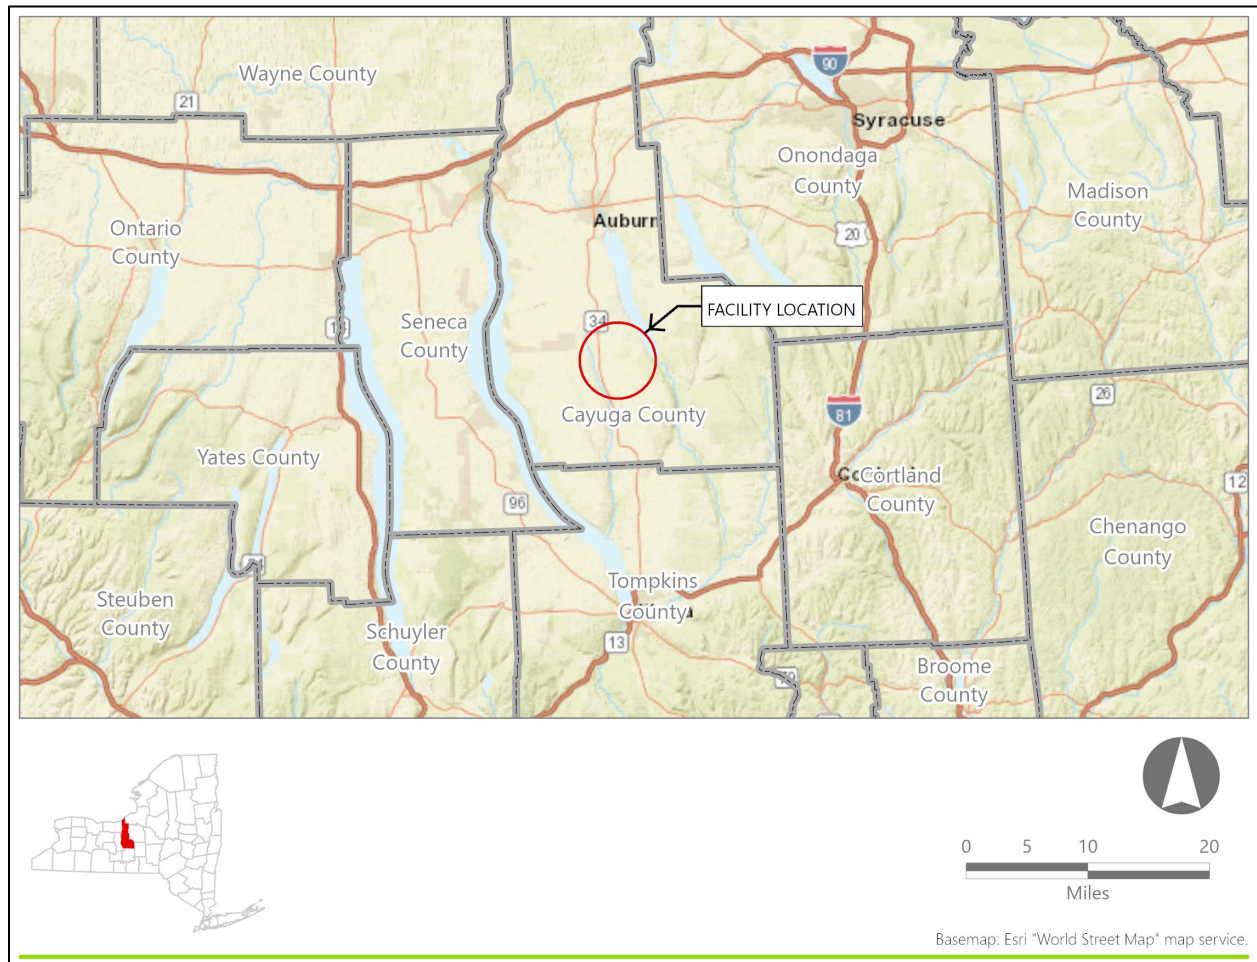 Wayne County
21
90
Syracuse
Onondaga
County
Madison
County
Auburn
20
Ontario
County
FACILITY LOCATION
34
Seneca
County
Cayuga County
26
81
Yates County
Cortland
County
96
12
Chenango
County
Steuben
County
Tompkins
County
Schuyler
County
13
Broome
County
0 5 10 20
Miles
Basemap: Esri "World Street Map" map service.